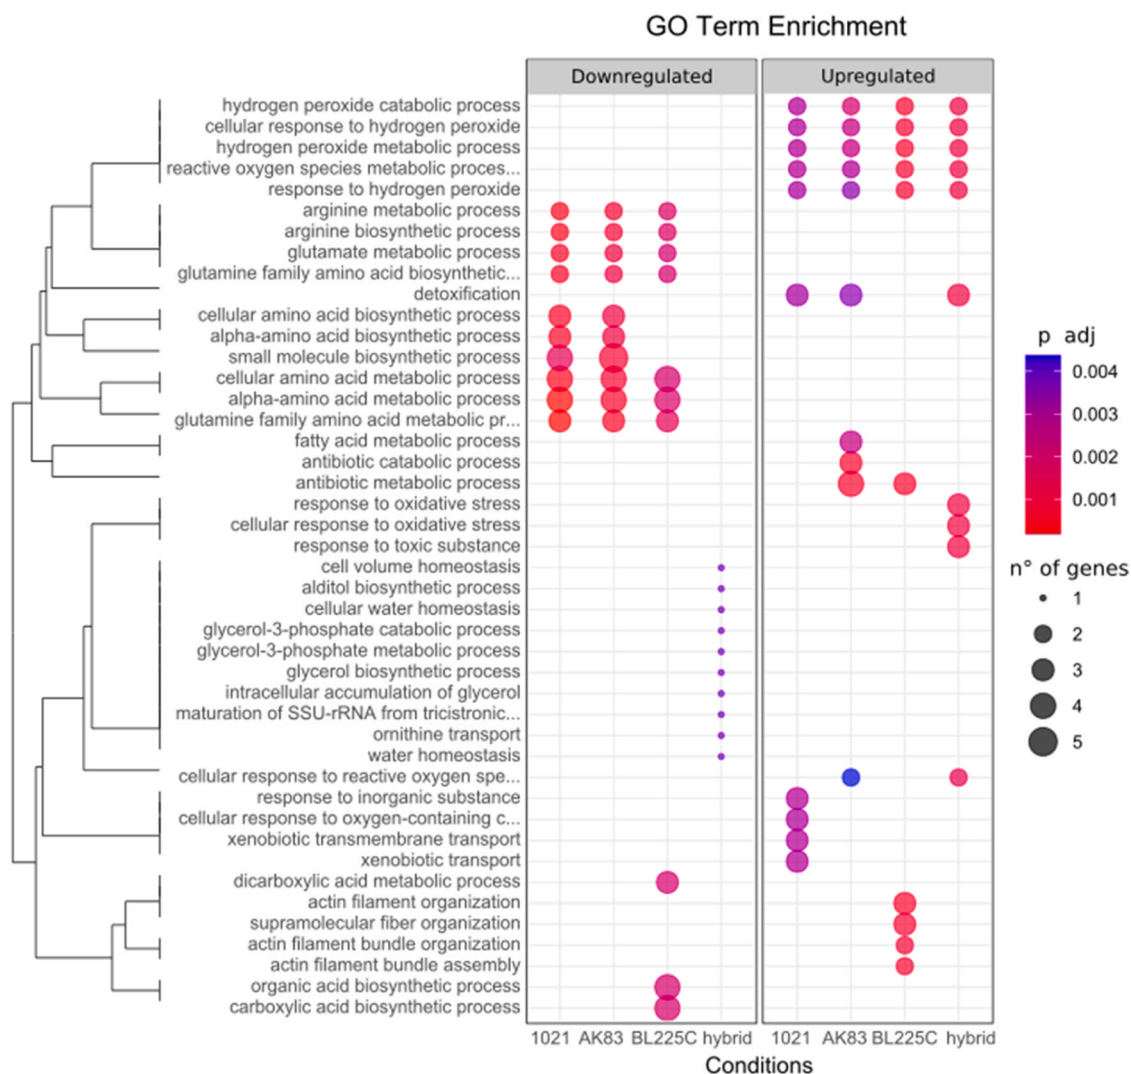 GO Term Enrichment
Downregulated
Upregulated
hydrogen peroxide catabolic process
cellular response to hydrogen peroxide
hydrogen peroxide metabolic process
reactive oxygen species metabolic proces...
response to hydrogen peroxide
arginine metabolic process
arginine biosynthetic process
glutamate metabolic process
glutamine family amino acid biosynthetic...
detoxification
cellular amino acid biosynthetic process
alpha-amino acid biosynthetic process
small molecule biosynthetic process
cellular amino acid metabolic process
alpha-amino acid metabolic process
glutamine family amino acid metabolic pr...
fatty acid metabolic process
antibiotic catabolic process
antibiotic metabolic process
response to oxidative stress
cellular response to oxidative stress
response to toxic substance
cell volume homeostasis
alditol biosynthetic process
cellular water homeostasis
glycerol-3-phosphate catabolic process
glycerol-3-phosphate metabolic process
glycerol biosynthetic process
intracellular accumulation of glycerol
maturation of SSU-rRNA from tricistronic...
ornithine transport
water homeostasis
cellular response to reactive oxygen spe...
response to inorganic substance
cellular response to oxygen-containing c...
xenobiotic transmembrane transport
xenobiotic transport
dicarboxylic acid metabolic process
actin filament organization
supramolecular fiber organization
actin filament bundle organization
actin filament bundle assembly
organic acid biosynthetic process
carboxylic acid biosynthetic process
1021 AK83 BL225C hybrid
1021 AK83 BL225C hybrid
Conditions
p adj
0.004
0.003
0.002
0.001
n° of genes
1
2
3
4
5